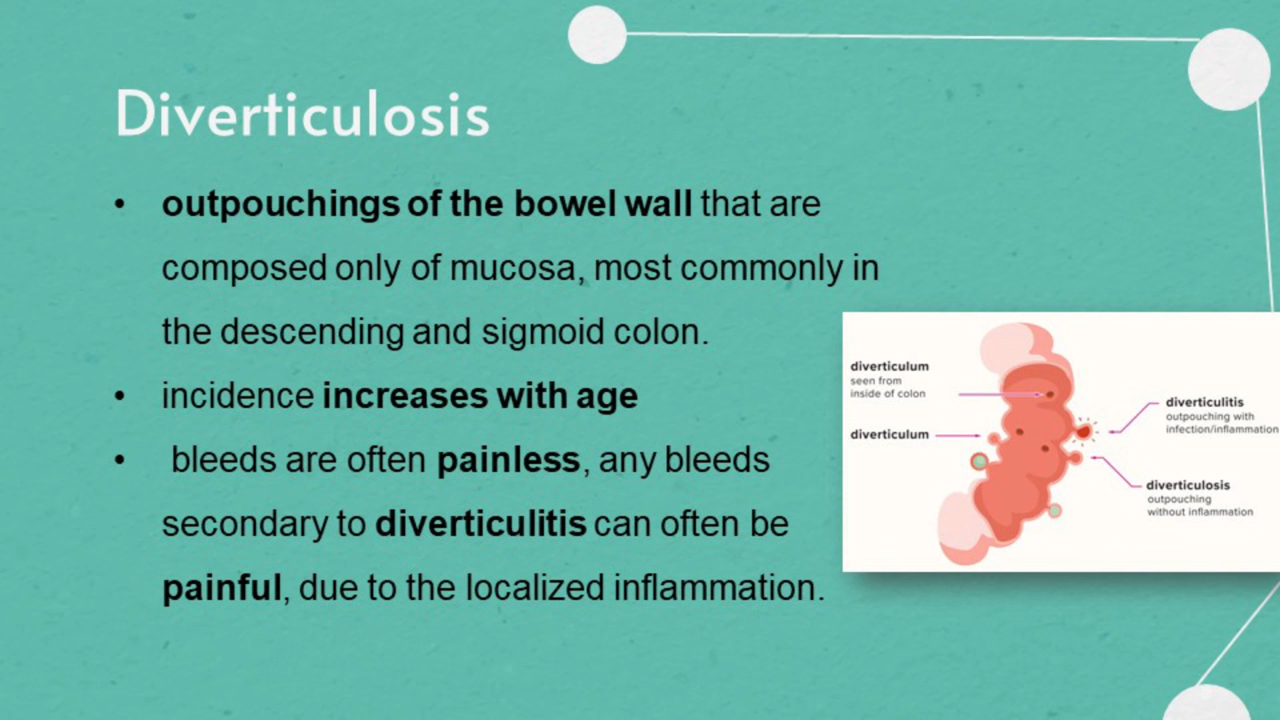 Diverticulosis
• outpouchings of the bowel wall that are
composed only of mucosa, most commonly in
the descending and sigmoid colon.
• incidence increases with age
• bleeds are often painless, any bleeds
secondary to diverticulitis can often be
painful, due to the localized inflammation.
diverticulum
seen from
inside of colon
diverticulum
diverticulitis
outpouching with
infection/inflammation
diverticulosis
outpouching
without inflammation